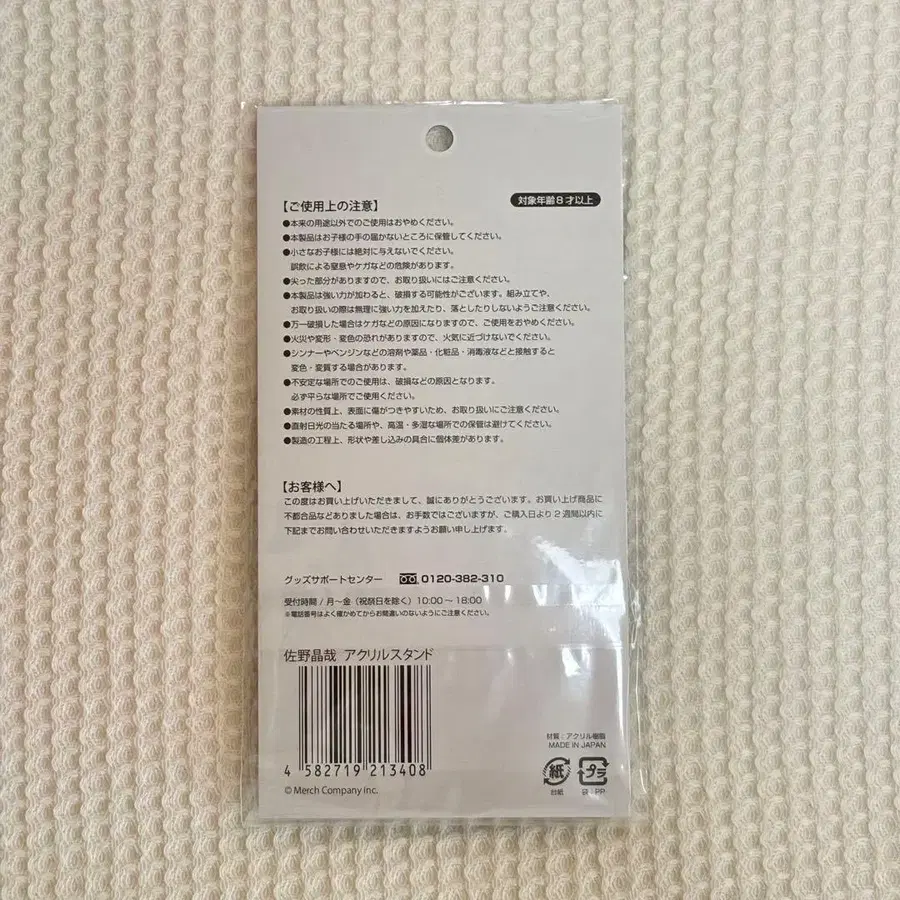 【ご使用上の注意】
対象年齢8才以上
●本来の用途以外でのご使用はおやめください。
●本製品はお子様の手の届かないところに保管してください。
●小さなお子様には絶対に与えないでください。
誤飲による窒息やケガなどの危険があります。
●尖った部分がありますので、お取り扱いにはご注意ください。
●本製品は強い力が加わると、破損する可能性がございます。組み立てや、
お取り扱いの際は無理に強い力を加えたり、落としたりしないようご注意ください。
●万一破損した場合はケガなどの原因になりますので、ご使用をおやめください。
●火災や変形・変色の恐れがありますので、火気に近づけないでください。
●シンナーやベンジンなどの溶剤や薬品・化粧品・消毒液などと接触すると
変色・変質する場合があります。
●不安定な場所でのご使用は、破損などの原因となります。
必ず平らな場所でご使用ください。
●素材の性質上、表面に傷がつきやすいため、お取り扱いにご注意ください。
●直射日光の当たる場所や、高温・多湿な場所での保管は避けてください。
●製造の工程上、形状や差し込みの具合に個体差があります。
【お客様へ】
この度はお買い上げいただきまして、誠にありがとうございます。お買い上げ商品に
不都合品などありました場合は、お手数ではございますが、ご購入日より2週間以内に
下記までお問い合わせいただきますようお願い申し上げます。
グッズサポートセンター 0120-382-310
受付時間/月〜金（祝祭日を除く）10:00〜18:00
※電話番号はよく確かめてからお間違いのないようにご注意ください。
佐野晶哉 アクリルスタンド
4 582719 213408
© Merch Company Inc.
材質：アクリル樹脂
MADE IN JAPAN
紙 プラ
台紙 袋：PP